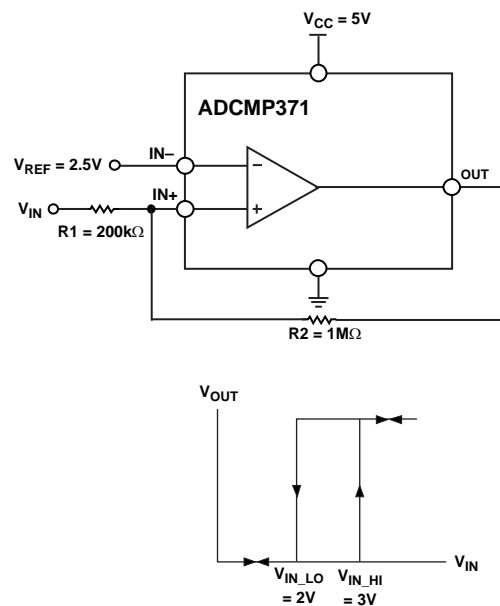 V_CC = 5V
ADCMP371
IN–
V_REF = 2.5V
−
OUT
IN+
V_IN
+
R1 = 200kΩ
R2 = 1MΩ
V_OUT
V_IN
V_IN_LO
= 2V
V_IN_HI
= 3V